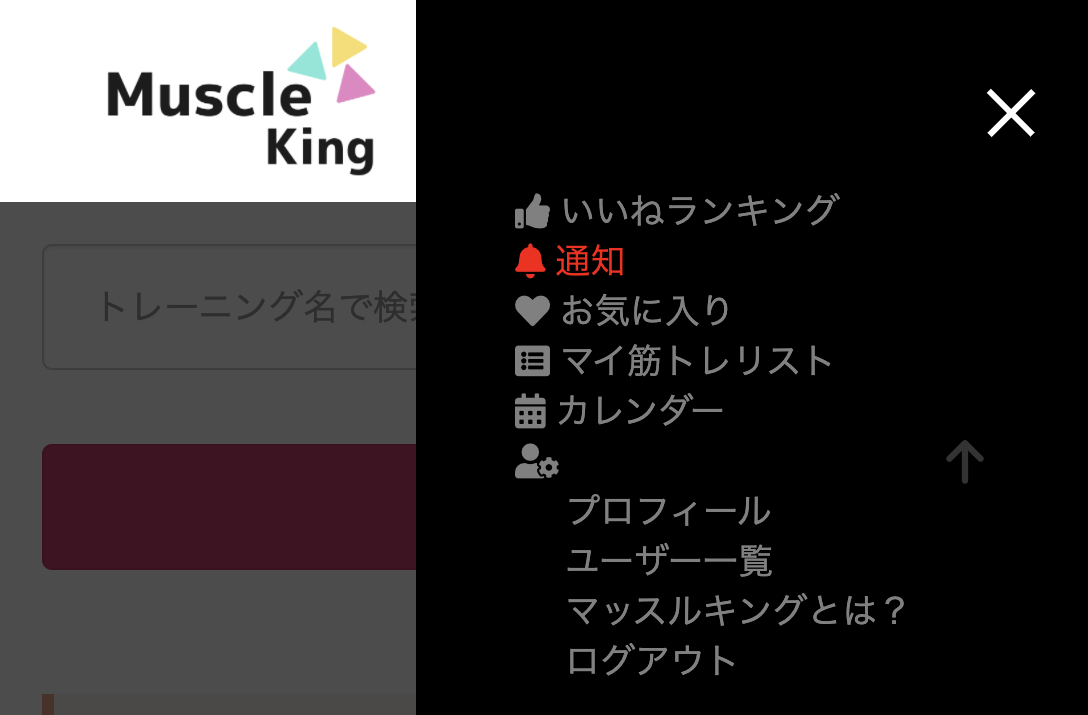 Muscle
King
トレーニング名で検
いいねランキング
通知
お気に入り
マイ筋トレリスト
カレンダー
プロフィール
ユーザー一覧
マッスルキングとは？
ログアウト